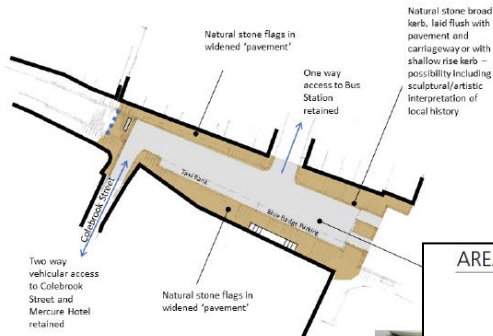 Natural stone flags in
widened ‘pavement’
Natural stone broad
kerb, laid flush with
pavement and
carriageway or with
shallow rise kerb –
possibility including
sculptural/artistic
interpretation of
local history
One way
access to Bus
Station
retained
Colebrook Street
Taxi Rank
Blue Badge Parking
Two way
vehicular access
to Colebrook
Street and
Mercure Hotel
retained
Natural stone flags in
widened ‘pavement’
AREA